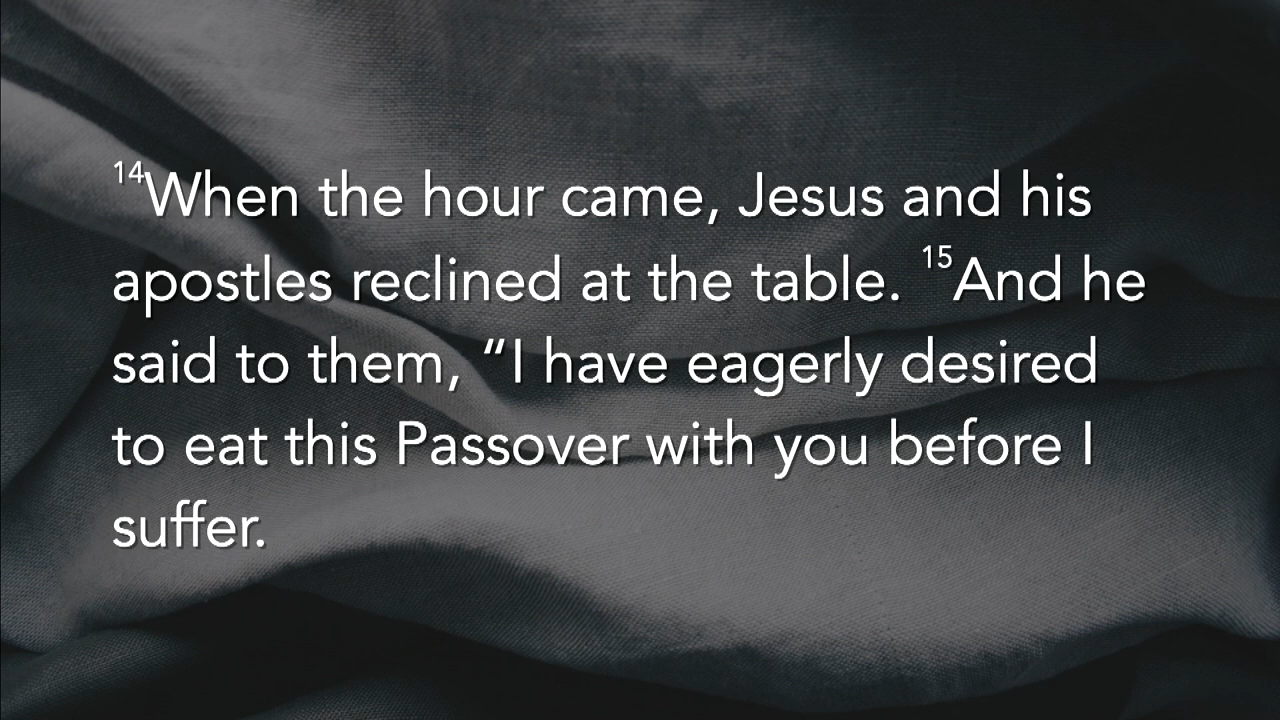 14When the hour came, Jesus and his
apostles reclined at the table. 15And he
said to them, “I have eagerly desired
to eat this Passover with you before I
suffer.